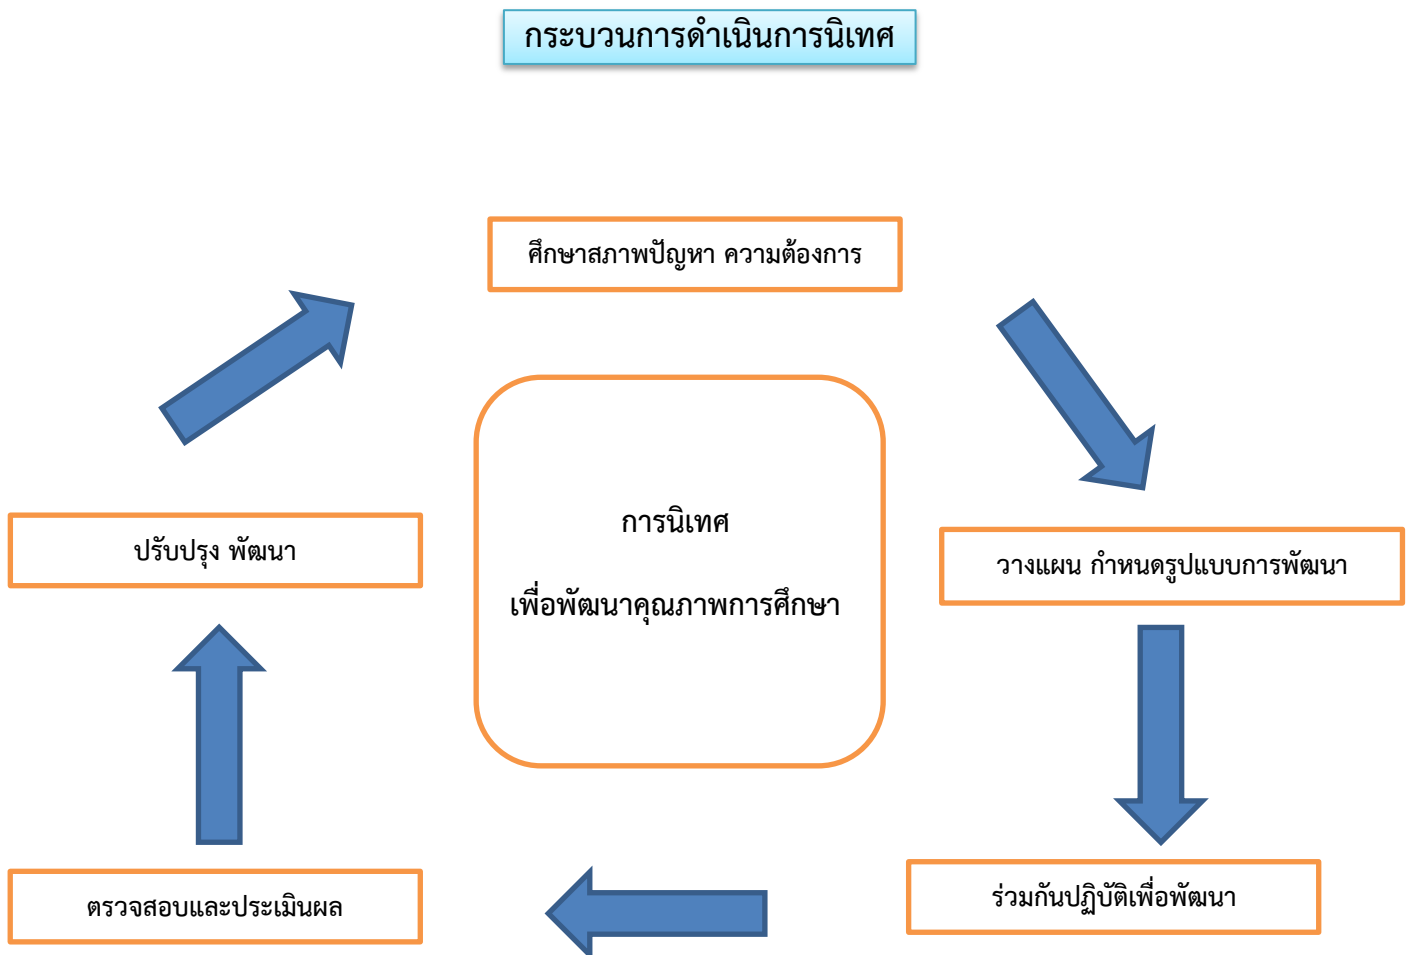 กระบวนการดำเนินการนิเทศ
ศึกษาสภาพปัญหา ความต้องการ
การนิเทศ
เพื่อพัฒนาคุณภาพการศึกษา
ปรับปรุง พัฒนา
วางแผน กำหนดรูปแบบการพัฒนา
ตรวจสอบและประเมินผล
ร่วมกันปฏิบัติเพื่อพัฒนา